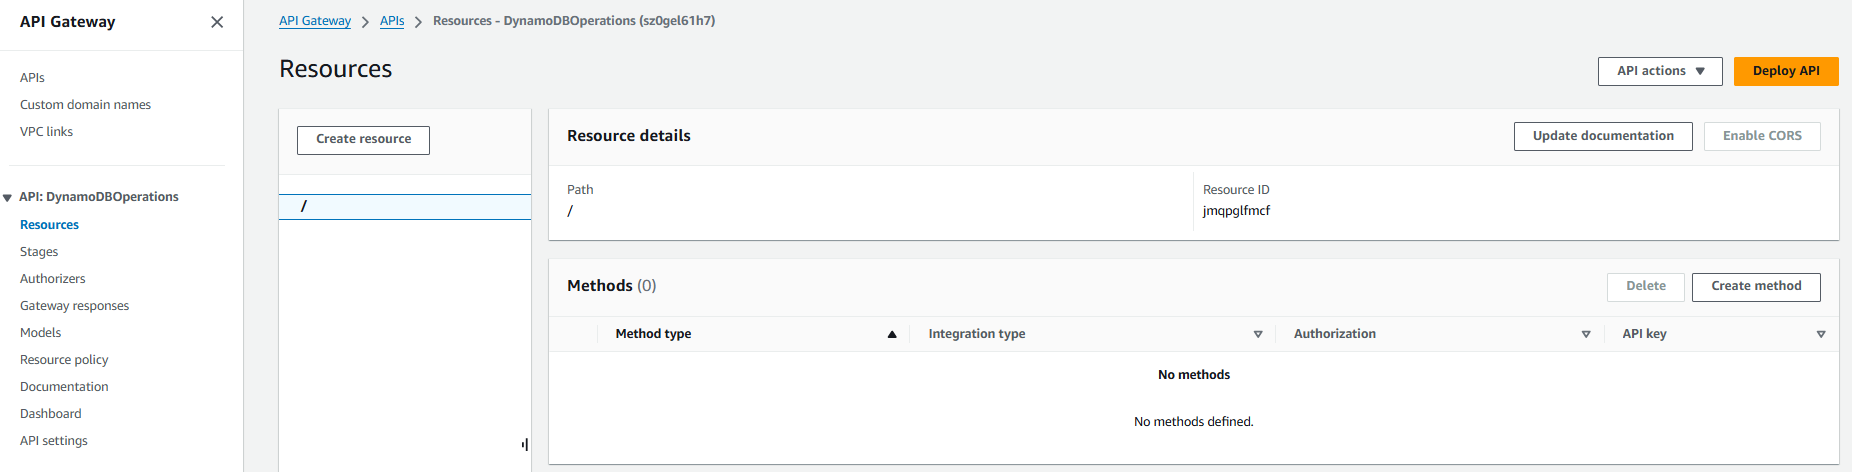 API Gateway
APIs
Custom domain names
VPC links
API: DynamoDBOperations
Resources
Stages
Authorizers
Gateway responses
Models
Resource policy
Documentation
Dashboard
API settings
API Gateway > APIs > Resources - DynamoDBOperations (sz0gel61h7)
Resources
API actions
Deploy API
Create resource
/
Resource details
Update documentation
Enable CORS
Path
/
Resource ID
jmqpglfmcf
Methods (0)
Delete
Create method
Method type
Integration type
Authorization
API key
No methods
No methods defined.